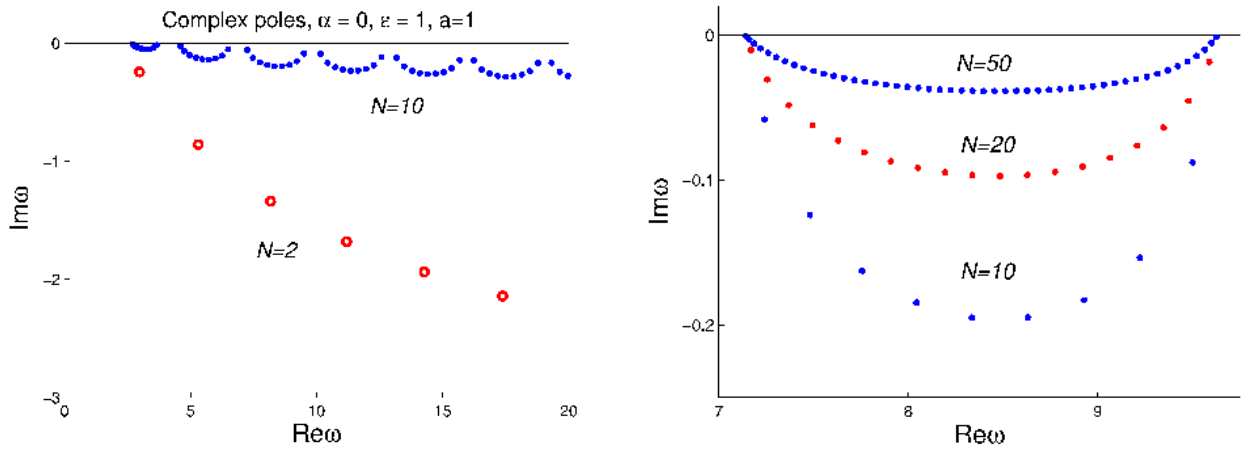 Complex poles, α = 0, ε = 1, a=1
0
N=10
-1
Imω
N=2
-2
-3
0
5
10
15
20
Reω
0
N=50
N=20
-0.1
Imω
N=10
-0.2
7
8
9
Reω